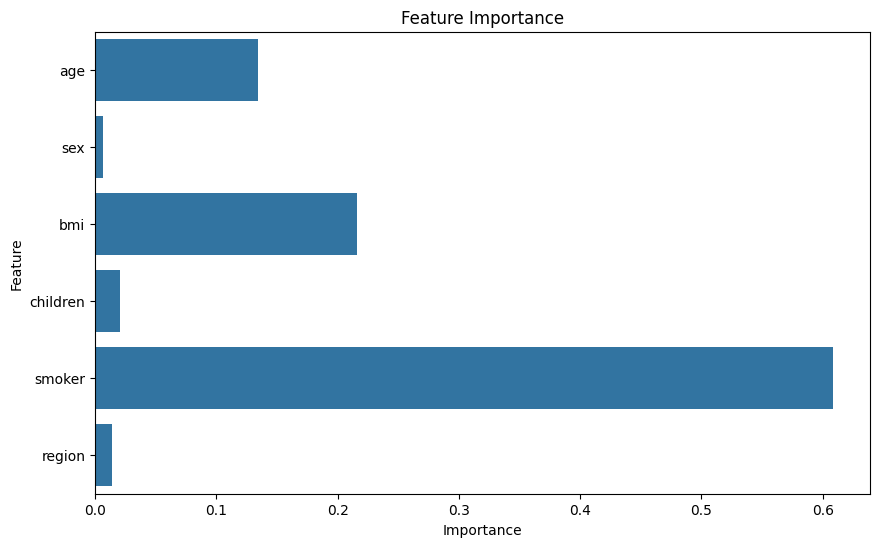 Feature Importance
age
sex
bmi
children
smoker
region
Feature
0.0 0.1 0.2 0.3 0.4 0.5 0.6
Importance